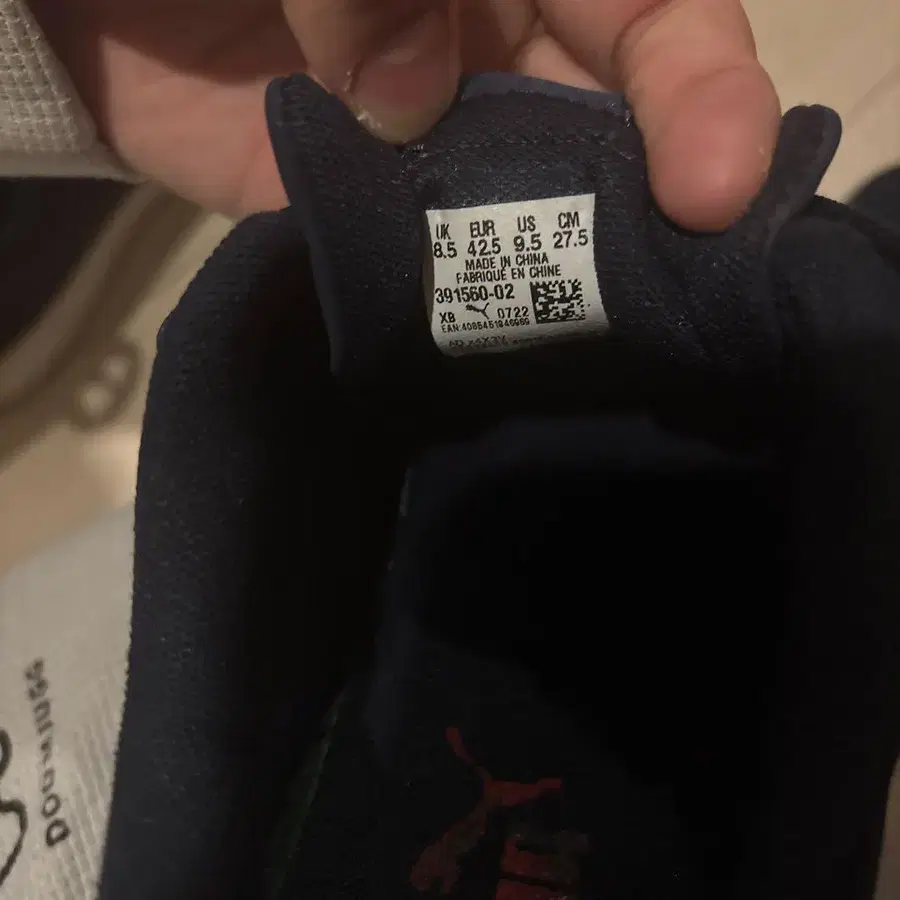 UK EUR US CM
8.5 42.5 9.5 27.5
MADE IN CHINA
FABRIQUÉ EN CHINE
391560-02
XB 0722